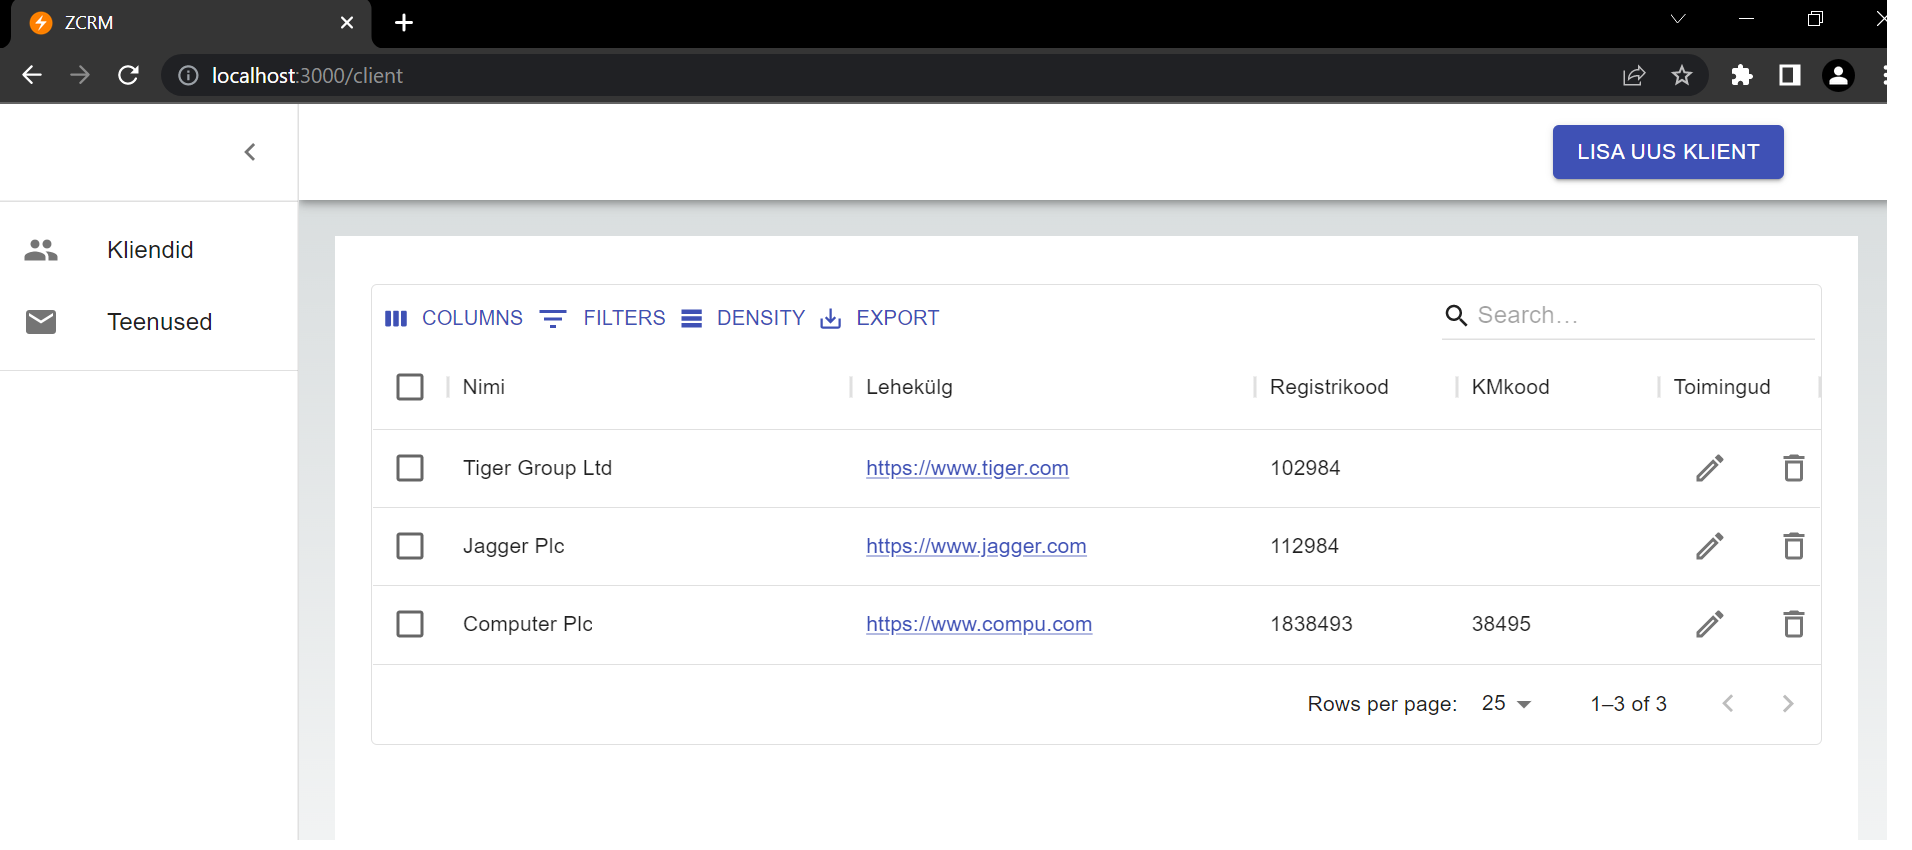 ZCRM
localhost:3000/client
LISA UUS KLIENT
Kliendid
Teenused
COLUMNS FILTERS DENSITY EXPORT Search…
Nimi Lehekülg Registrikood KMkood Toimingud
Tiger Group Ltd https://www.tiger.com 102984
Jagger Plc https://www.jagger.com 112984
Computer Plc https://www.compu.com 1838493 38495
Rows per page: 25 1–3 of 3